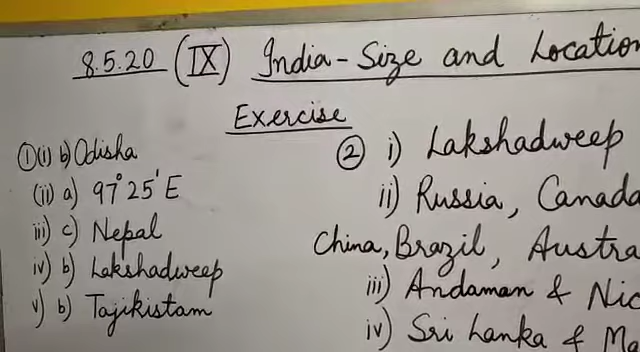 8.5.20 (IX) India - Size and Location
Exercise
① (i) b) Odisha
(ii) a) 97°25' E
iii) c) Nepal
iv) b) Lakshadweep
v) b) Tajikistam
② i) Lakshadweep
ii) Russia, Canada
China, Brazil, Austra
iii) Andaman & Nic
iv) Sri Lanka & Ma